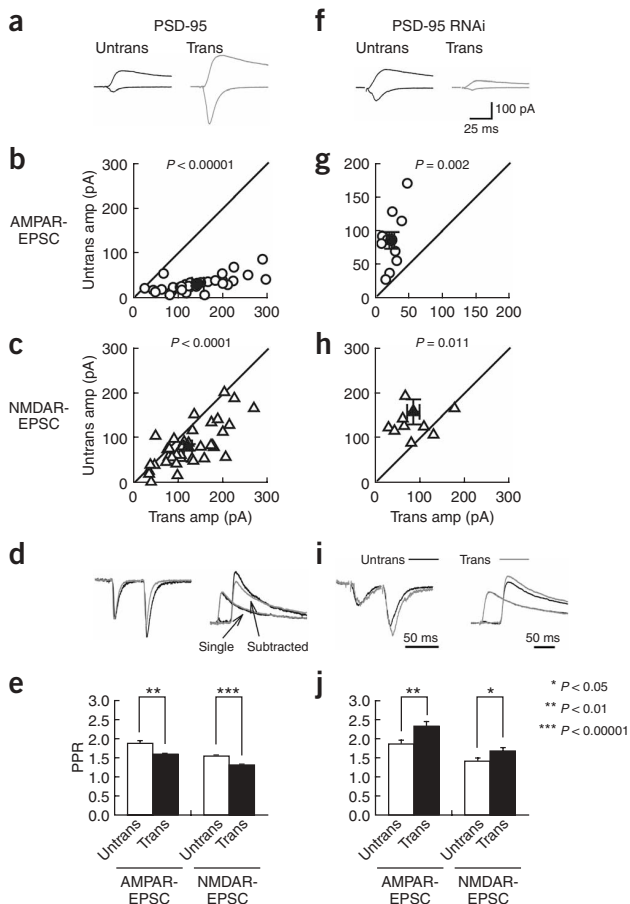 a
PSD-95
Untrans Trans
f
PSD-95 RNAi
Untrans Trans
100 pA
25 ms
AMPAR-
EPSC
b
P < 0.00001
Untrans amp (pA)
300
200
100
0
0 100 200 300
g
P = 0.002
200
150
100
50
0
0 50 100 150 200
NMDAR-
EPSC
c
P < 0.0001
Untrans amp (pA)
300
200
100
0
0 100 200 300
Trans amp (pA)
h
P = 0.011
300
200
100
0
0 100 200 300
Trans amp (pA)
d
Single Subtracted
i
Untrans Trans
50 ms 50 ms
e
PPR
3.0
2.5
2.0
1.5
1.0
0.5
0.0
** ***
Untrans Trans Untrans Trans
AMPAR-
EPSC
NMDAR-
EPSC
j
3.0
2.5
2.0
1.5
1.0
0.5
0.0
** *
Untrans Trans Untrans Trans
AMPAR-
EPSC
NMDAR-
EPSC
* P < 0.05
** P < 0.01
*** P < 0.00001